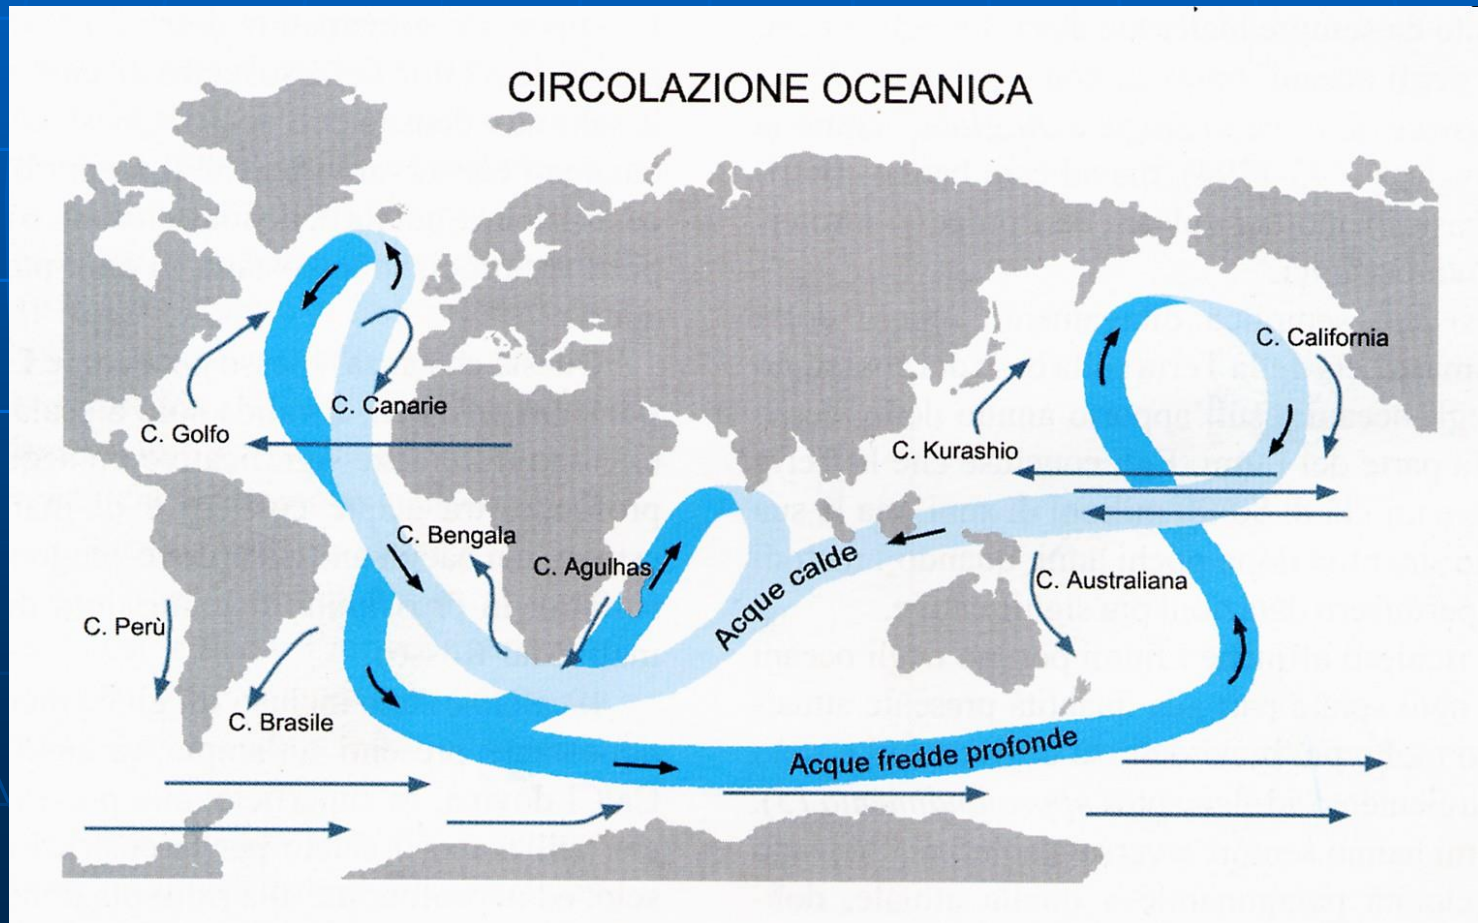 CIRCOLAZIONE OCEANICA
C. California
C. Canarie
C. Golfo
C. Kurashio
C. Bengala
C. Agulhas
Acque calde
C. Australiana
C. Perù
C. Brasile
Acque fredde profonde